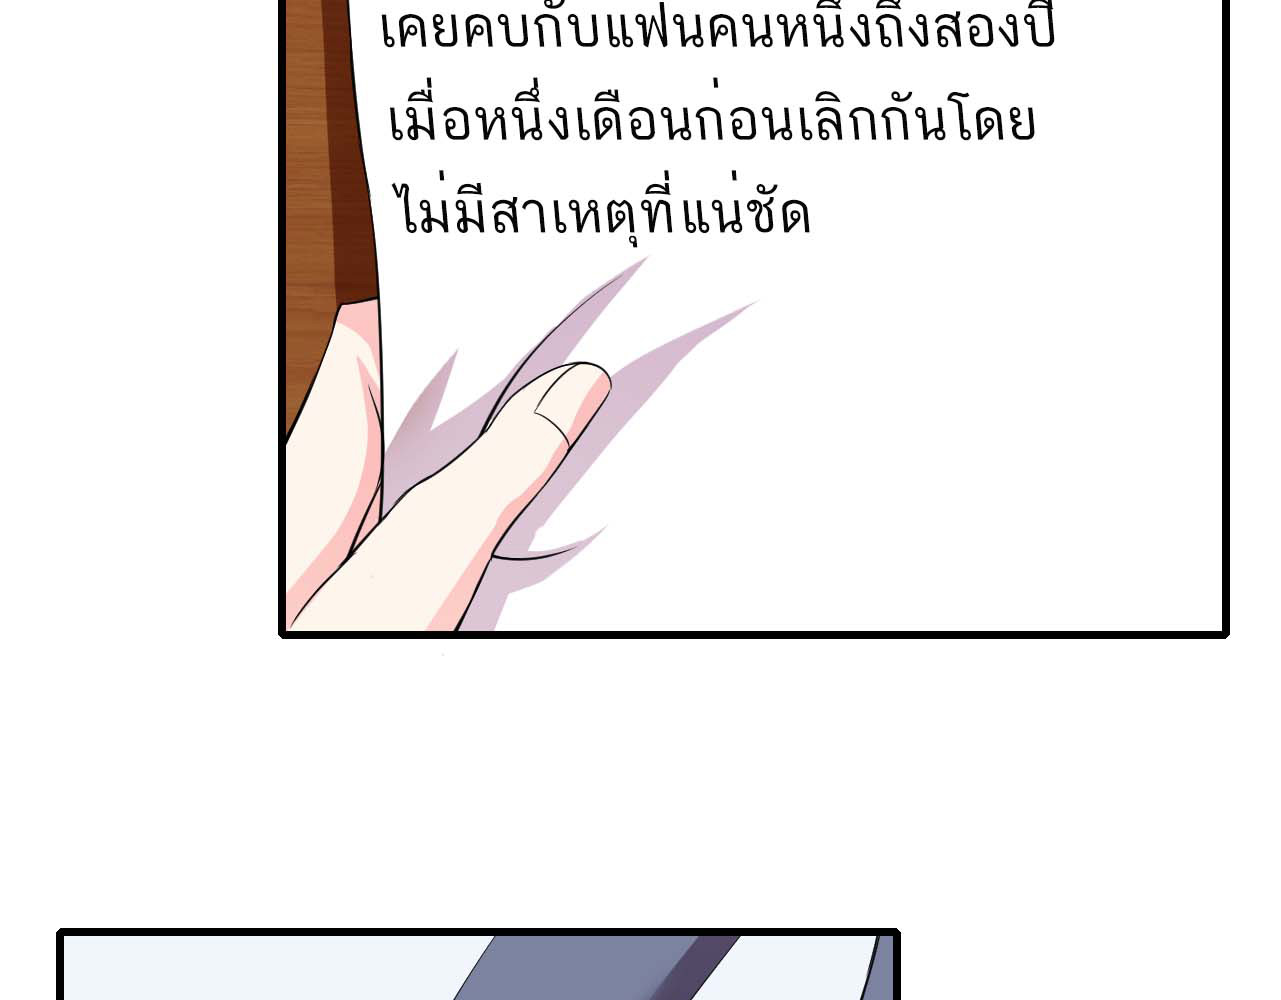 เคยคบกับแฟนคนหนึ่งถึงสองปี
เมื่อหนึ่งเดือนก่อนเลิกกันโดย
ไม่มีสาเหตุที่แน่ชัด